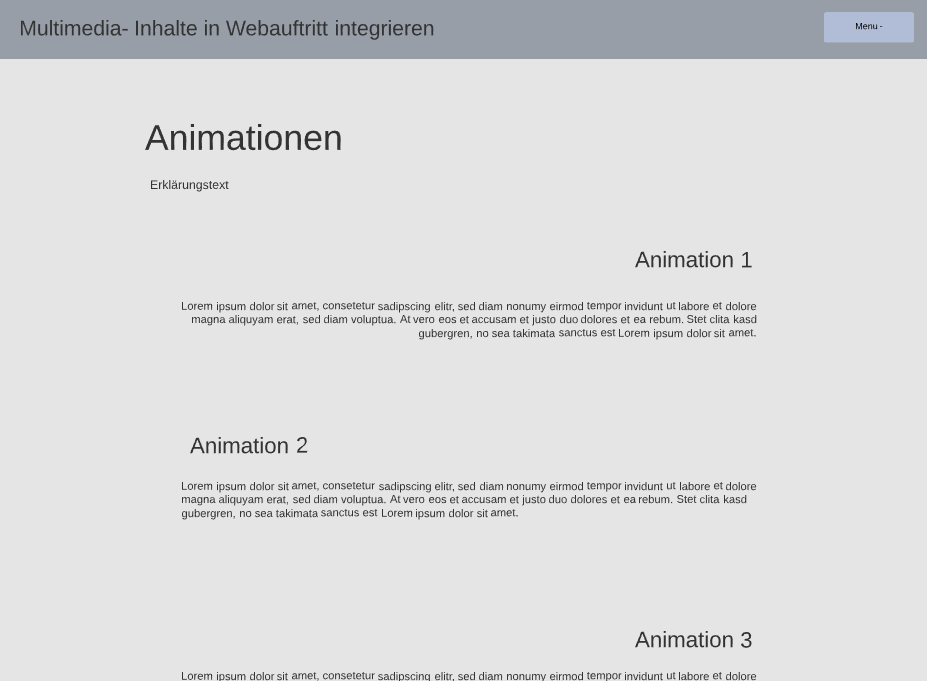 Multimedia- Inhalte in Webauftritt integrieren
Menu -
Animationen
Erklärungstext
Animation 1
Lorem ipsum dolor sit amet, consetetur sadipscing elitr, sed diam nonumy eirmod tempor invidunt ut labore et dolore
magna aliquyam erat, sed diam voluptua. At vero eos et accusam et justo duo dolores et ea rebum. Stet clita kasd
gubergren, no sea takimata sanctus est Lorem ipsum dolor sit amet.
Animation 2
Lorem ipsum dolor sit amet, consetetur sadipscing elitr, sed diam nonumy eirmod tempor invidunt ut labore et dolore
magna aliquyam erat, sed diam voluptua. At vero eos et accusam et justo duo dolores et ea rebum. Stet clita kasd
gubergren, no sea takimata sanctus est Lorem ipsum dolor sit amet.
Animation 3
Lorem ipsum dolor sit amet, consetetur sadipscing elitr, sed diam nonumy eirmod tempor invidunt ut labore et dolore